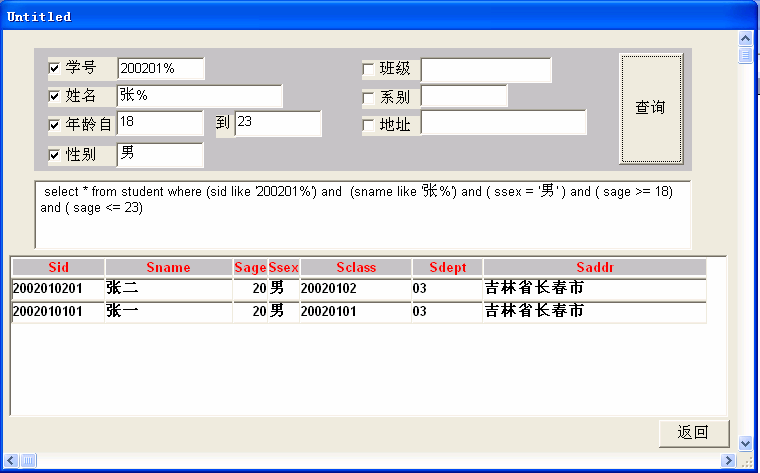 Untitled
学号 200201% 班级
姓名 张% 系别
年龄自 18 到 23 地址
性别 男
查询
select * from student where (sid like '200201%') and  (sname like '张%') and ( ssex = '男' ) and ( sage >= 18)
and ( sage <= 23)
Sid Sname Sage Ssex Sclass Sdept Saddr
2002010201 张二 20 男 20020102 03 吉林省长春市
2002010101 张一 20 男 20020101 03 吉林省长春市
返回